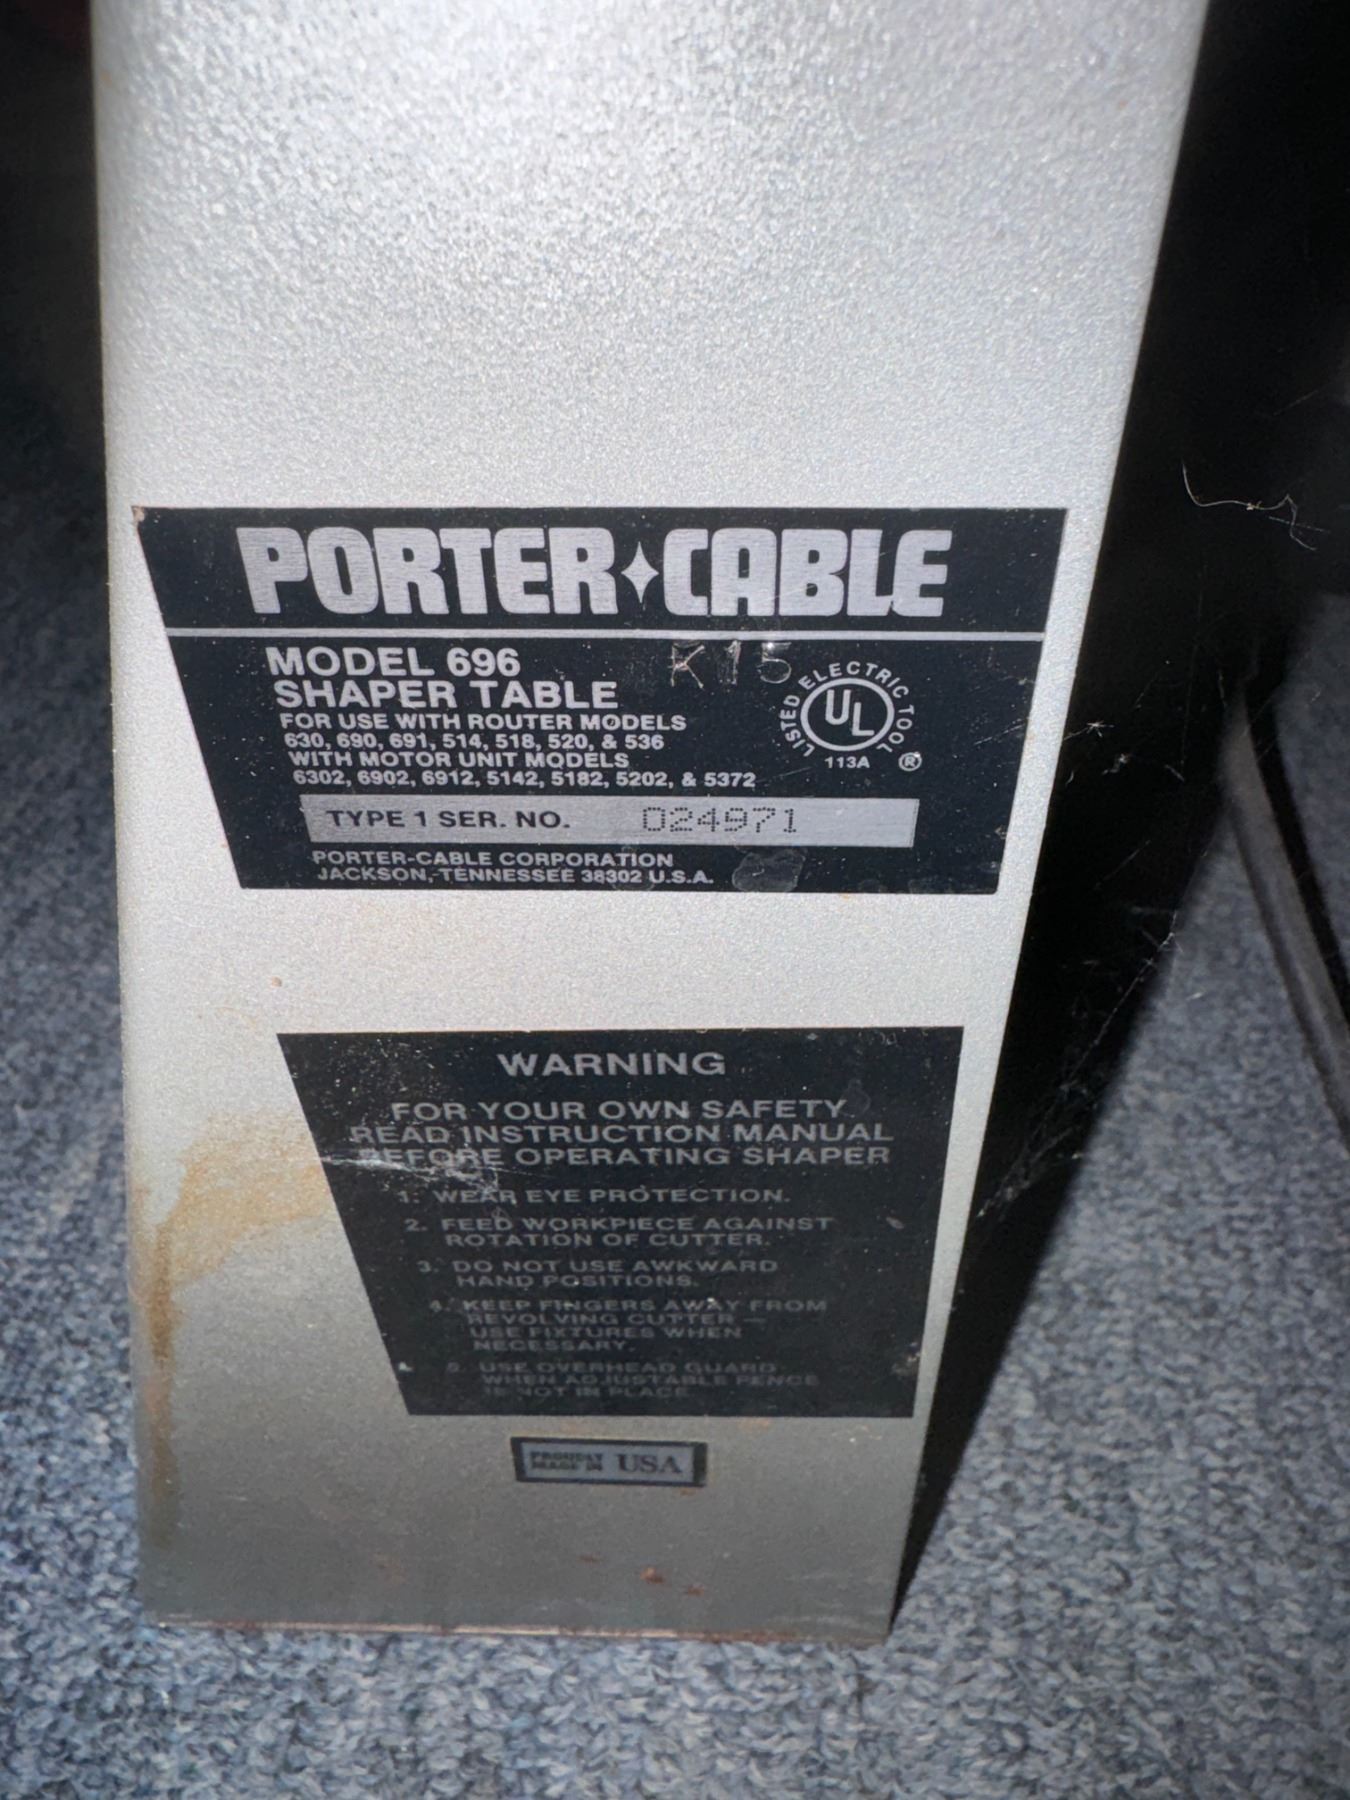 PORTER CABLE
MODEL 696
K15
SHAPER TABLE
FOR USE WITH ROUTER MODELS
630, 690, 691, 514, 518, 520, & 536
WITH MOTOR UNIT MODELS
6302, 6902, 6912, 5142, 5182, 5202, & 5372
LISTED ELECTRIC TOOL
UL
113A ®
TYPE 1 SER. NO. 024971
PORTER-CABLE CORPORATION
JACKSON, TENNESSEE 38302 U.S.A.
WARNING
FOR YOUR OWN SAFETY
READ INSTRUCTION MANUAL
BEFORE OPERATING SHAPER
1. WEAR EYE PROTECTION.
2. FEED WORKPIECE AGAINST
ROTATION OF CUTTER.
3. DO NOT USE AWKWARD
HAND POSITIONS.
4. KEEP FINGERS AWAY FROM
REVOLVING CUTTER —
USE FIXTURES WHEN
NECESSARY.
5. USE OVERHEAD GUARD
WHEN ADJUSTABLE FENCE
IS NOT IN PLACE.
PROUDLY
MADE IN USA